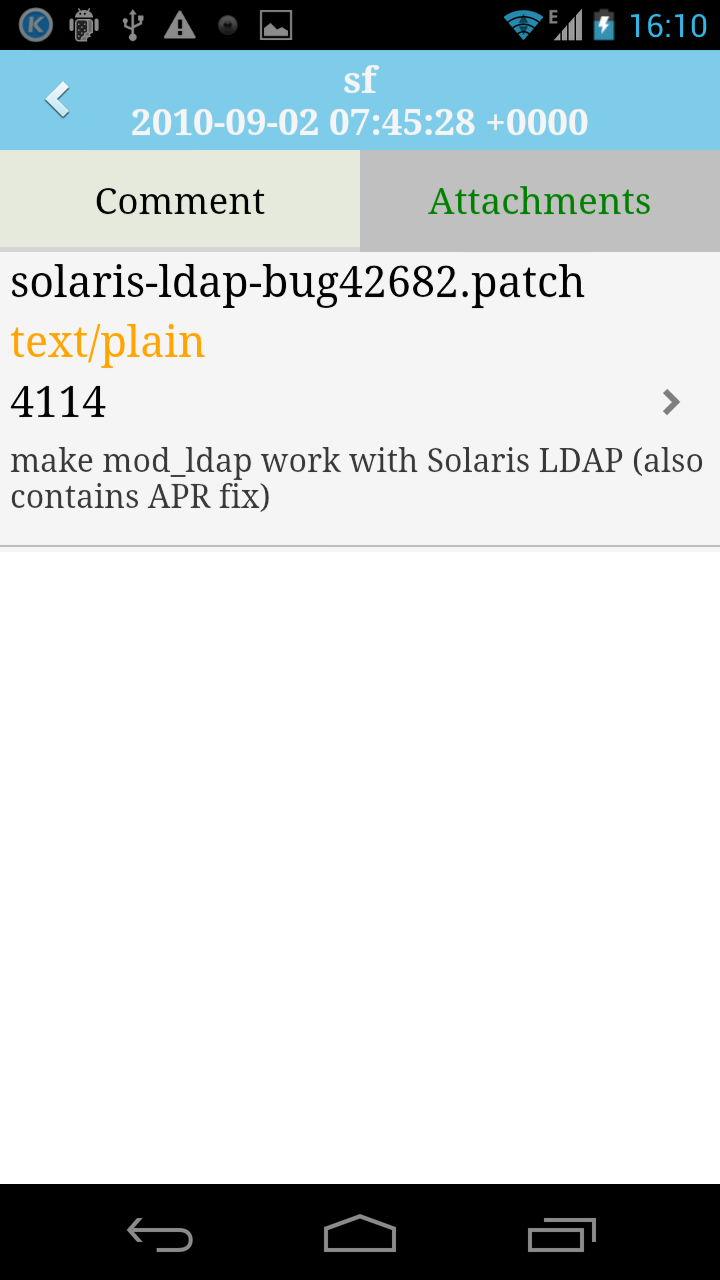 E 16:10
sf
2010-09-02 07:45:28 +0000
Comment Attachments
solaris-ldap-bug42682.patch
text/plain
4114
make mod_ldap work with Solaris LDAP (also
contains APR fix)